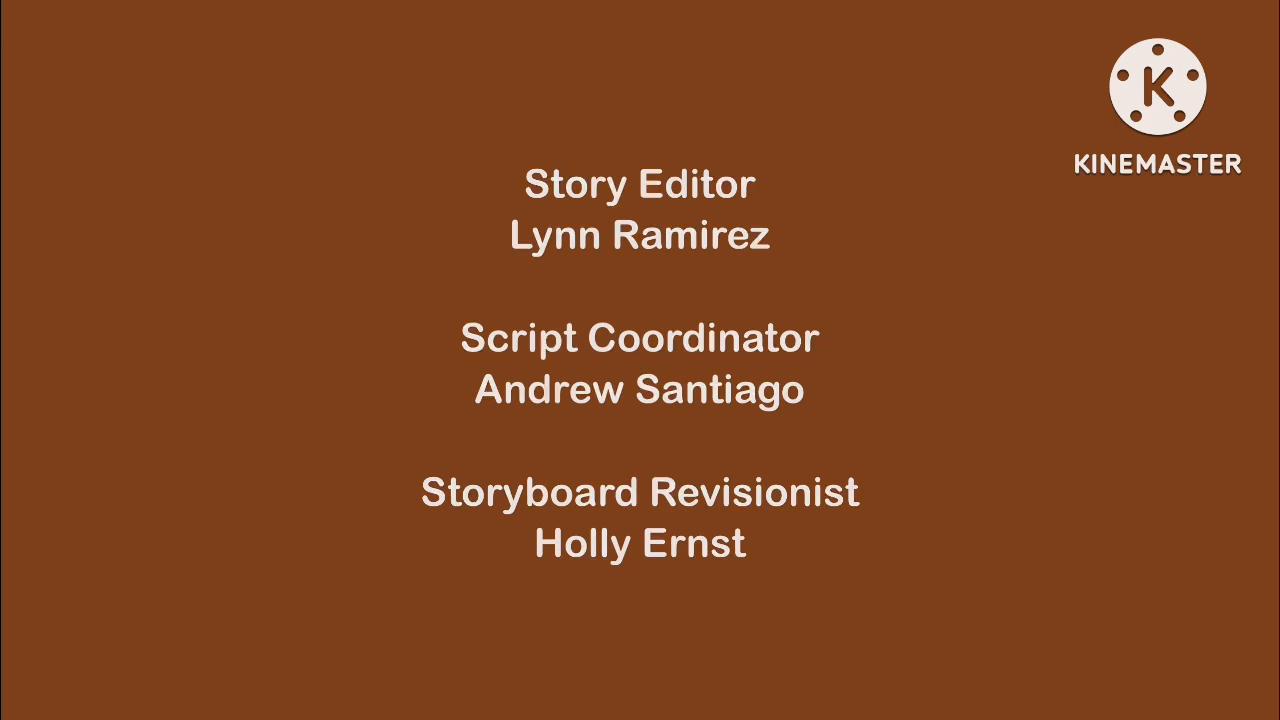 K
KINEMASTER
Story Editor
Lynn Ramirez
Script Coordinator
Andrew Santiago
Storyboard Revisionist
Holly Ernst